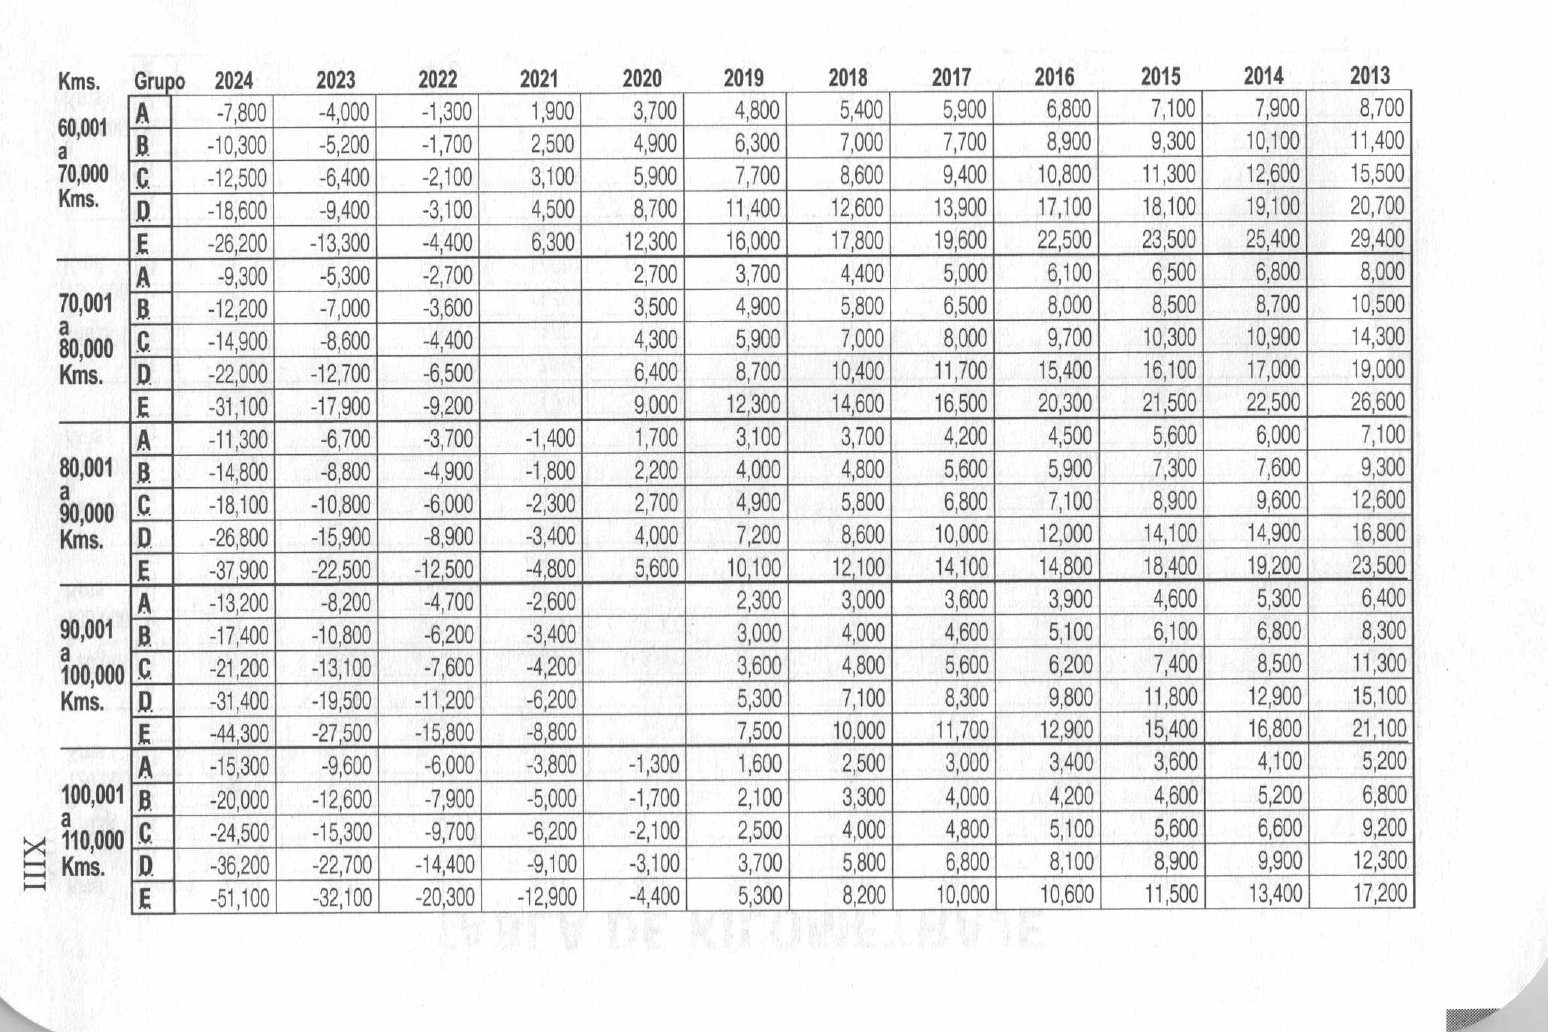 Kms. Grupo 2024 2023 2022 2021 2020 2019 2018 2017 2016 2015 2014 2013
60,001 a 70,000 Kms.
A -7,800 -4,000 -1,300 1,900 3,700 4,800 5,400 5,900 6,800 7,100 7,900 8,700
B -10,300 -5,200 -1,700 2,500 4,900 6,300 7,000 7,700 8,900 9,300 10,100 11,400
C -12,500 -6,400 -2,100 3,100 5,900 7,700 8,600 9,400 10,800 11,300 12,600 15,500
D -18,600 -9,400 -3,100 4,500 8,700 11,400 12,600 13,900 17,100 18,100 19,100 20,700
E -26,200 -13,300 -4,400 6,300 12,300 16,000 17,800 19,600 22,500 23,500 25,400 29,400
70,001 a 80,000 Kms.
A -9,300 -5,300 -2,700 2,700 3,700 4,400 5,000 6,100 6,500 6,800 8,000
B -12,200 -7,000 -3,600 3,500 4,900 5,800 6,500 8,000 8,500 8,700 10,500
C -14,900 -8,600 -4,400 4,300 5,900 7,000 8,000 9,700 10,300 10,900 14,300
D -22,000 -12,700 -6,500 6,400 8,700 10,400 11,700 15,400 16,100 17,000 19,000
E -31,100 -17,900 -9,200 9,000 12,300 14,600 16,500 20,300 21,500 22,500 26,600
80,001 a 90,000 Kms.
A -11,300 -6,700 -3,700 -1,400 1,700 3,100 3,700 4,200 4,500 5,600 6,000 7,100
B -14,800 -8,800 -4,900 -1,800 2,200 4,000 4,800 5,600 5,900 7,300 7,600 9,300
C -18,100 -10,800 -6,000 -2,300 2,700 4,900 5,800 6,800 7,100 8,900 9,600 12,600
D -26,800 -15,900 -8,900 -3,400 4,000 7,200 8,600 10,000 12,000 14,100 14,900 16,800
E -37,900 -22,500 -12,500 -4,800 5,600 10,100 12,100 14,100 14,800 18,400 19,200 23,500
90,001 a 100,000 Kms.
A -13,200 -8,200 -4,700 -2,600 2,300 3,000 3,600 3,900 4,600 5,300 6,400
B -17,400 -10,800 -6,200 -3,400 3,000 4,000 4,600 5,100 6,100 6,800 8,300
C -21,200 -13,100 -7,600 -4,200 3,600 4,800 5,600 6,200 7,400 8,500 11,300
D -31,400 -19,500 -11,200 -6,200 5,300 7,100 8,300 9,800 11,800 12,900 15,100
E -44,300 -27,500 -15,800 -8,800 7,500 10,000 11,700 12,900 15,400 16,800 21,100
100,001 a 110,000 Kms.
A -15,300 -9,600 -6,000 -3,800 -1,300 1,600 2,500 3,000 3,400 3,600 4,100 5,200
B -20,000 -12,600 -7,900 -5,000 -1,700 2,100 3,300 4,000 4,200 4,600 5,200 6,800
C -24,500 -15,300 -9,700 -6,200 -2,100 2,500 4,000 4,800 5,100 5,600 6,600 9,200
D -36,200 -22,700 -14,400 -9,100 -3,100 3,700 5,800 6,800 8,100 8,900 9,900 12,300
E -51,100 -32,100 -20,300 -12,900 -4,400 5,300 8,200 10,000 10,600 11,500 13,400 17,200
XIII